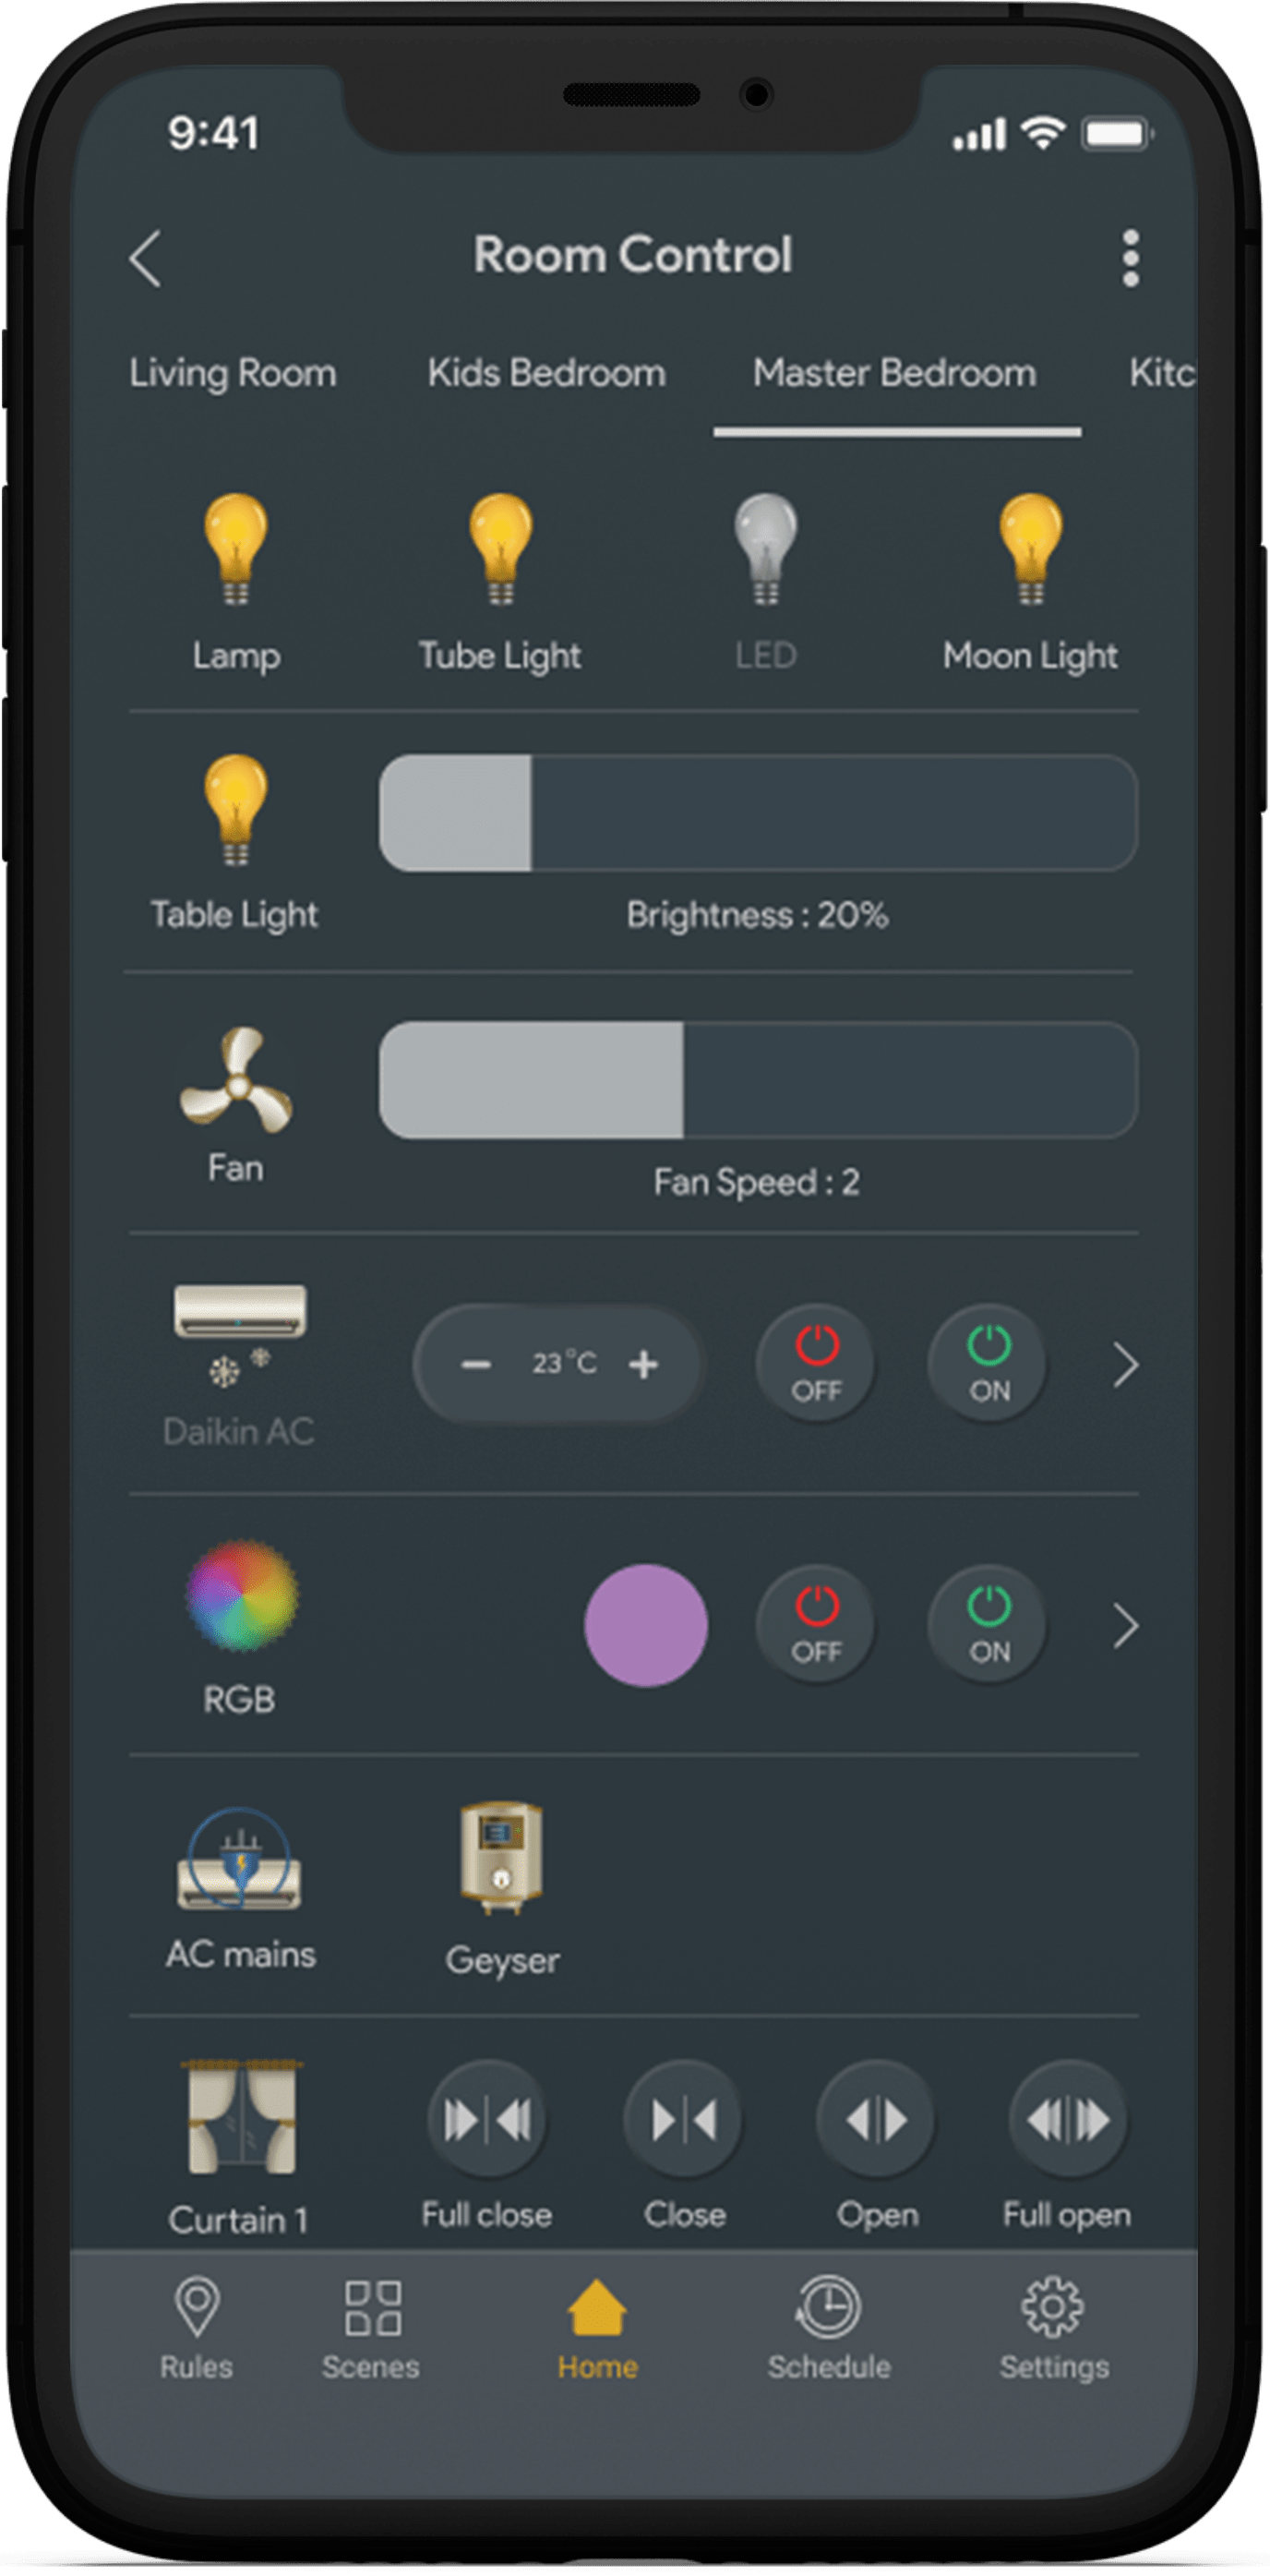 9:41
Room Control
Living Room Kids Bedroom Master Bedroom Kitc
Lamp Tube Light LED Moon Light
Table Light
Brightness : 20%
Fan
Fan Speed : 2
23°C
OFF ON
Daikin AC
OFF ON
RGB
AC mains Geyser
Curtain 1 Full close Close Open Full open
Rules Scenes Home Schedule Settings